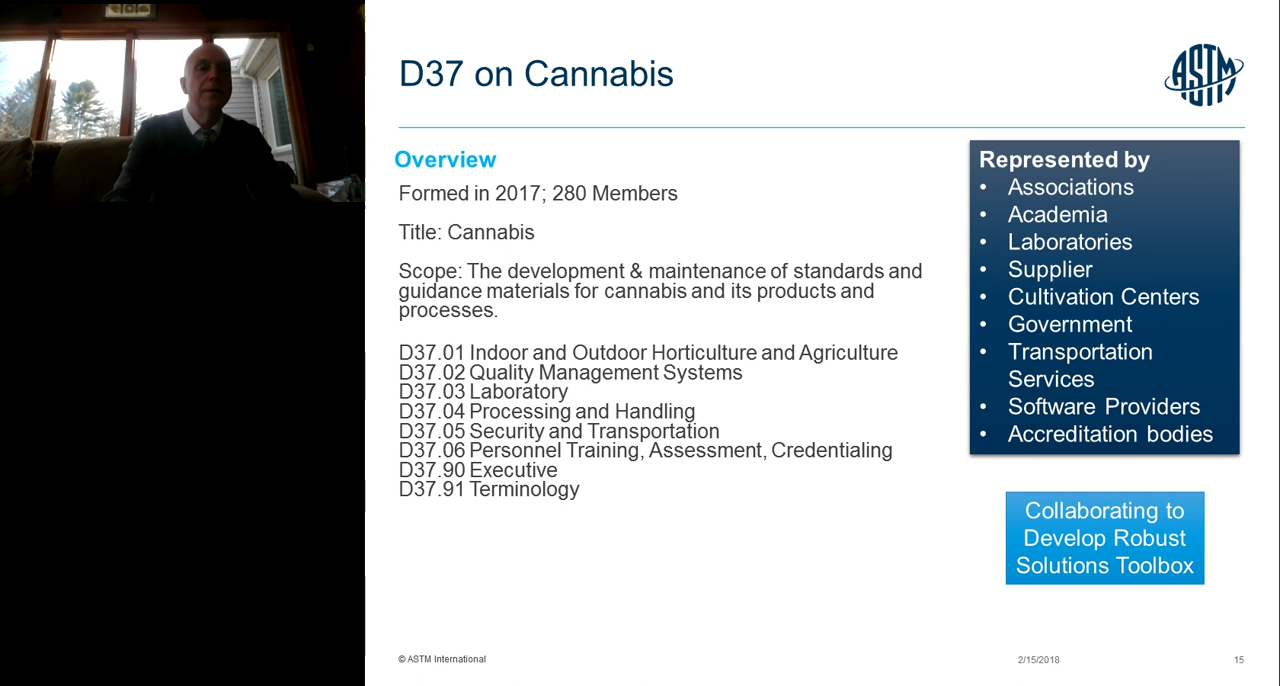 D37 on Cannabis
ASTM
Overview
Formed in 2017; 280 Members
Title: Cannabis
Scope: The development & maintenance of standards and
guidance materials for cannabis and its products and
processes.
D37.01 Indoor and Outdoor Horticulture and Agriculture
D37.02 Quality Management Systems
D37.03 Laboratory
D37.04 Processing and Handling
D37.05 Security and Transportation
D37.06 Personnel Training, Assessment, Credentialing
D37.90 Executive
D37.91 Terminology
Represented by
• Associations
• Academia
• Laboratories
• Supplier
• Cultivation Centers
• Government
• Transportation
Services
• Software Providers
• Accreditation bodies
Collaborating to
Develop Robust
Solutions Toolbox
© ASTM International
2/15/2018
15